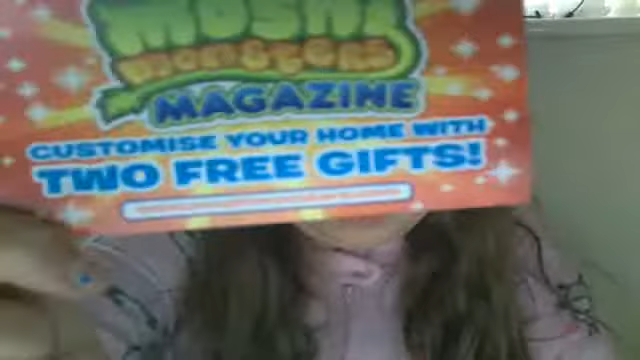 MOSHI
MONSTERS
MAGAZINE
CUSTOMISE YOUR HOME WITH
TWO FREE GIFTS!